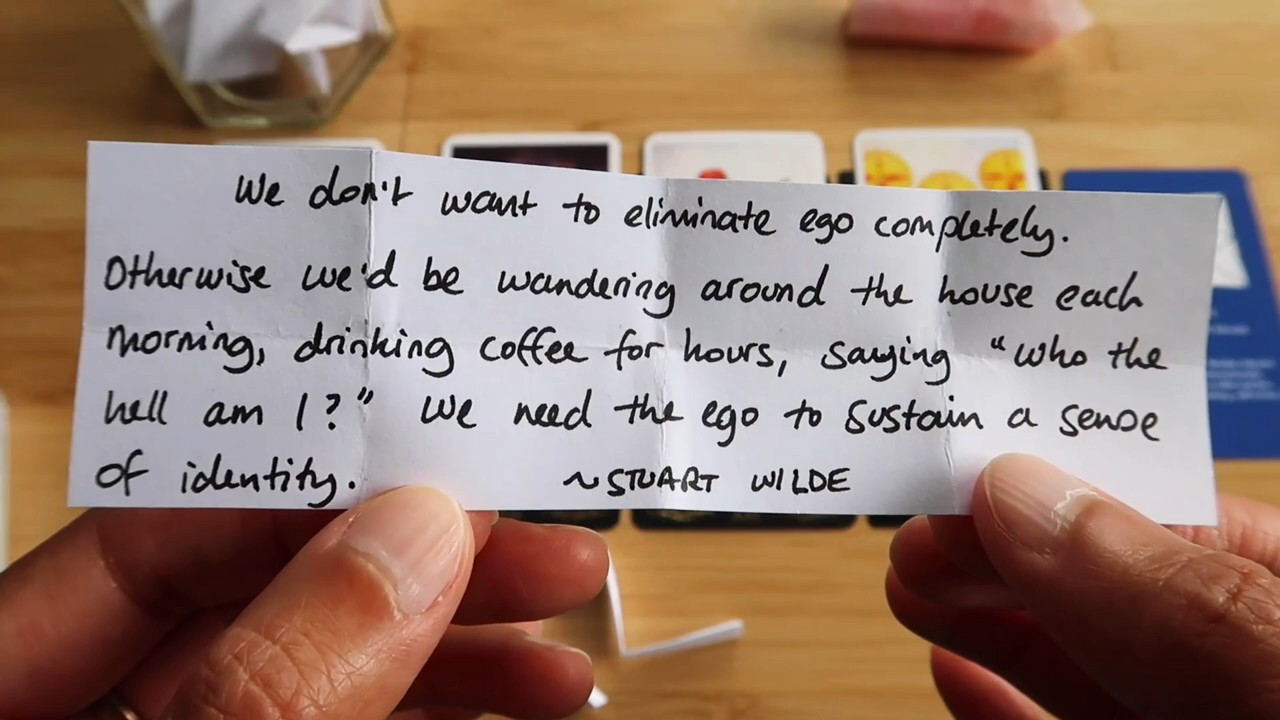 We don't want to eliminate ego completely.
Otherwise we'd be wandering around the house each
morning, drinking coffee for hours, saying "who the
hell am I?" We need the ego to sustain a sense
of identity. ~STUART WILDE